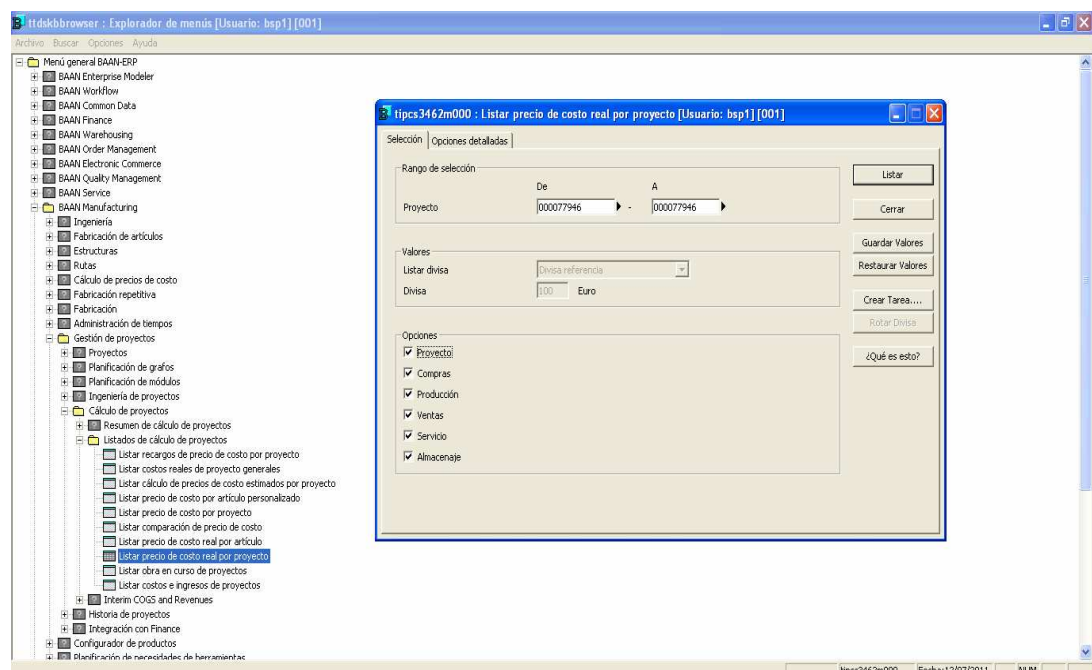 ttdskbbrowser : Explorador de menús [Usuario: bsp1] [001]
Archivo Buscar Opciones Ayuda
Menú general BAAN-ERP
BAAN Enterprise Modeler
BAAN Workflow
BAAN Common Data
BAAN Finance
BAAN Warehousing
BAAN Order Management
BAAN Electronic Commerce
BAAN Quality Management
BAAN Service
BAAN Manufacturing
Ingeniería
Fabricación de artículos
Estructuras
Rutas
Cálculo de precios de costo
Fabricación repetitiva
Fabricación
Administración de tiempos
Gestión de proyectos
Proyectos
Planificación de grafos
Planificación de módulos
Ingeniería de proyectos
Cálculo de proyectos
Resumen de cálculo de proyectos
Listados de cálculo de proyectos
Listar recargos de precio de costo por proyecto
Listar costos reales de proyecto generales
Listar cálculo de precios de costo estimados por proyecto
Listar precio de costo por artículo personalizado
Listar precio de costo por proyecto
Listar comparación de precio de costo
Listar precio de costo real por artículo
Listar precio de costo real por proyecto
Listar obra en curso de proyectos
Listar costos e ingresos de proyectos
Interim COGS and Revenues
Historia de proyectos
Integración con Finance
Configurador de productos
Planificación de necesidades de herramientas
tipcs3462m000 : Listar precio de costo real por proyecto [Usuario: bsp1] [001]
Selección Opciones detalladas
Rango de selección
De A
Proyecto 000077946 - 000077946
Valores
Listar divisa Divisa referencia
Divisa 100 Euro
Opciones
Proyecto
Compras
Producción
Ventas
Servicio
Almacenaje
Listar
Cerrar
Guardar Valores
Restaurar Valores
Crear Tarea....
Rotar Divisa
¿Qué es esto?
tipcs3462m000 Fecha:12/07/2011 NUM